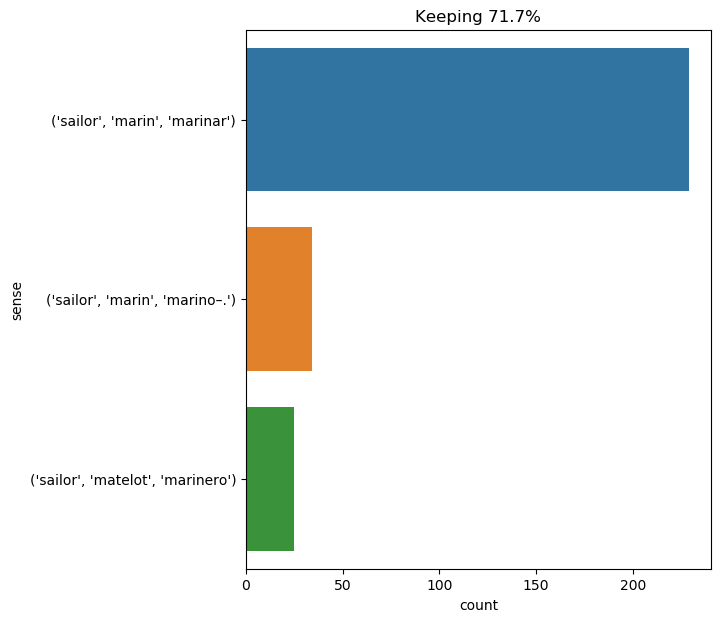 Keeping 71.7%
('sailor', 'marin', 'marinar')
('sailor', 'marin', 'marino–.')
('sailor', 'matelot', 'marinero')
sense
0 50 100 150 200
count